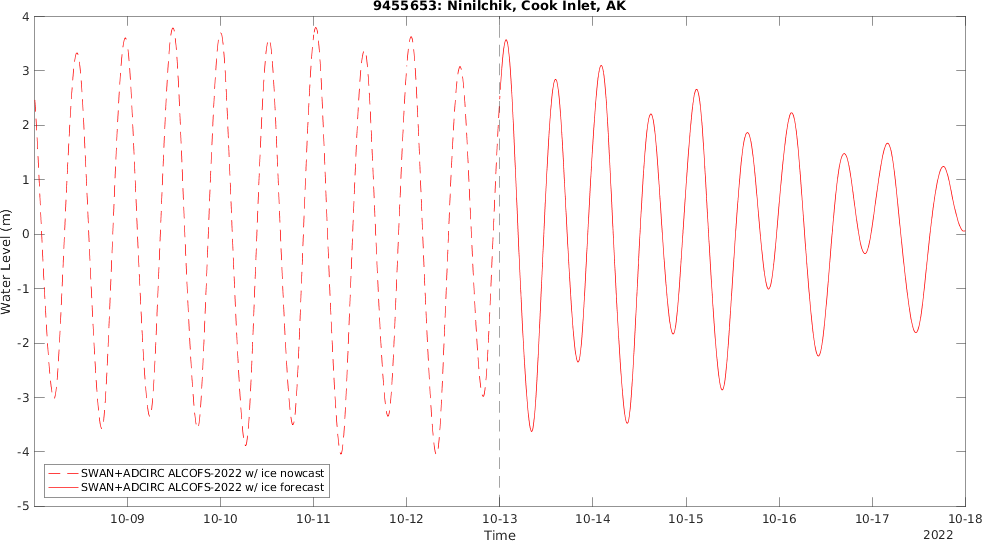 9455653: Ninilchik, Cook Inlet, AK
4
3
2
1
0
-1
-2
-3
-4
-5
Water Level (m)
SWAN+ADCIRC ALCOFS-2022 w/ ice nowcast
SWAN+ADCIRC ALCOFS-2022 w/ ice forecast
10-09 10-10 10-11 10-12 10-13 10-14 10-15 10-16 10-17 10-18
Time
2022